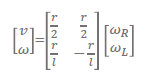 [v ω] = [r/2 r/2; r/l -r/l] [ω_R ω_L]